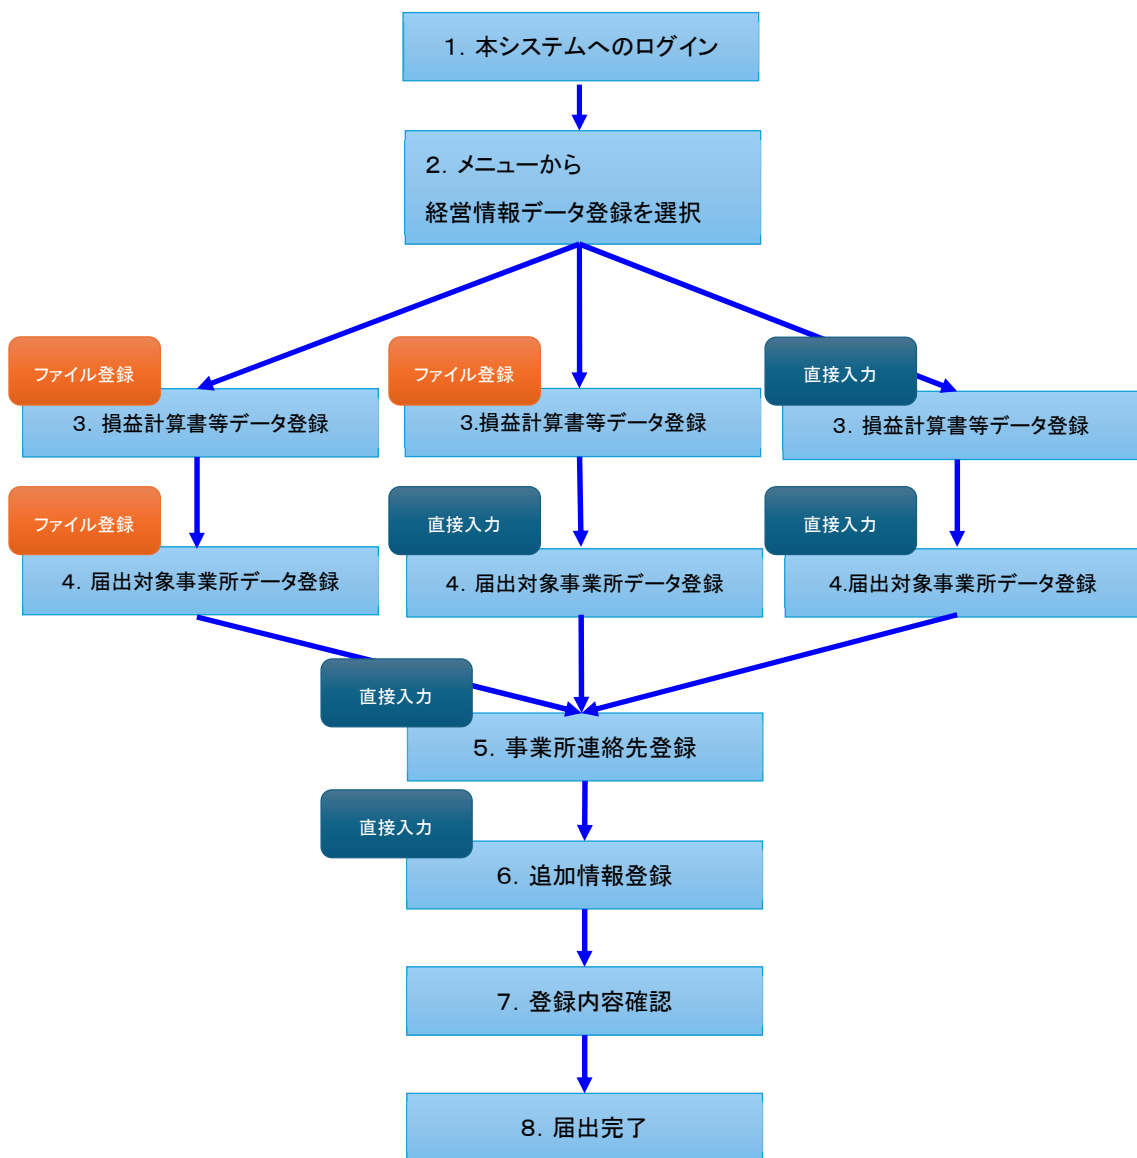 1. 本システムへのログイン
2. メニューから
経営情報データ登録を選択
ファイル登録
ファイル登録
直接入力
3. 損益計算書等データ登録
3.損益計算書等データ登録
3. 損益計算書等データ登録
ファイル登録
直接入力
直接入力
4. 届出対象事業所データ登録
4. 届出対象事業所データ登録
4.届出対象事業所データ登録
直接入力
5. 事業所連絡先登録
直接入力
6. 追加情報登録
7. 登録内容確認
8. 届出完了